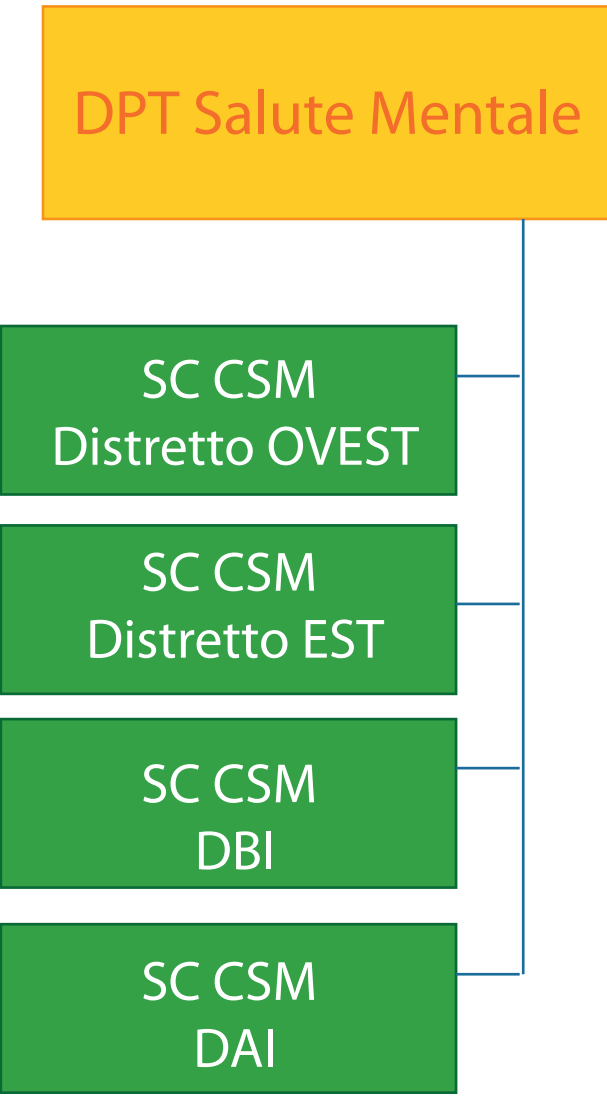 DPT Salute Mentale
SC CSM
Distretto OVEST
SC CSM
Distretto EST
SC CSM
DBI
SC CSM
DAI